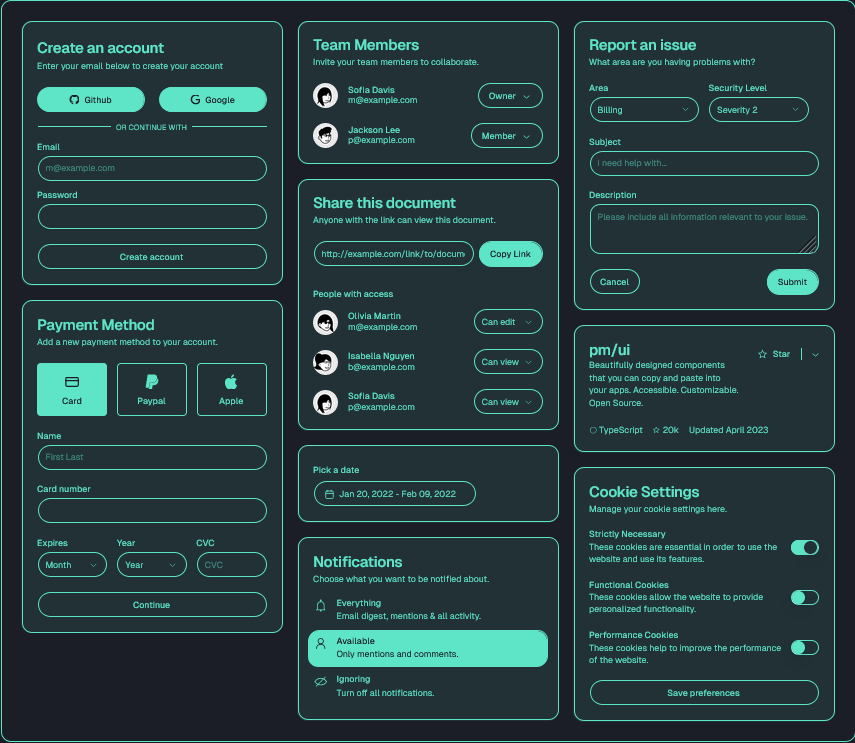 Create an account
Enter your email below to create your account
Github
Google
OR CONTINUE WITH
Email
m@example.com
Password
Create account
Payment Method
Add a new payment method to your account.
Card
Paypal
Apple
Name
First Last
Card number
Expires
Year
CVC
Month
Year
CVC
Continue
Team Members
Invite your team members to collaborate.
Sofia Davis
m@example.com
Owner
Jackson Lee
p@example.com
Member
Share this document
Anyone with the link can view this document.
http://example.com/link/to/docum
Copy Link
People with access
Olivia Martin
m@example.com
Can edit
Isabella Nguyen
b@example.com
Can view
Sofia Davis
p@example.com
Can view
Pick a date
Jan 20, 2022 - Feb 09, 2022
Notifications
Choose what you want to be notified about.
Everything
Email digest, mentions & all activity.
Available
Only mentions and comments.
Ignoring
Turn off all notifications.
Report an issue
What area are you having problems with?
Area
Security Level
Billing
Severity 2
Subject
I need help with...
Description
Please include all information relevant to your issue.
Cancel
Submit
pm/ui
Star
Beautifully designed components
that you can copy and paste into
your apps. Accessible. Customizable.
Open Source.
TypeScript
20k
Updated April 2023
Cookie Settings
Manage your cookie settings here.
Strictly Necessary
These cookies are essential in order to use the
website and use its features.
Functional Cookies
These cookies allow the website to provide
personalized functionality.
Performance Cookies
These cookies help to improve the performance
of the website.
Save preferences